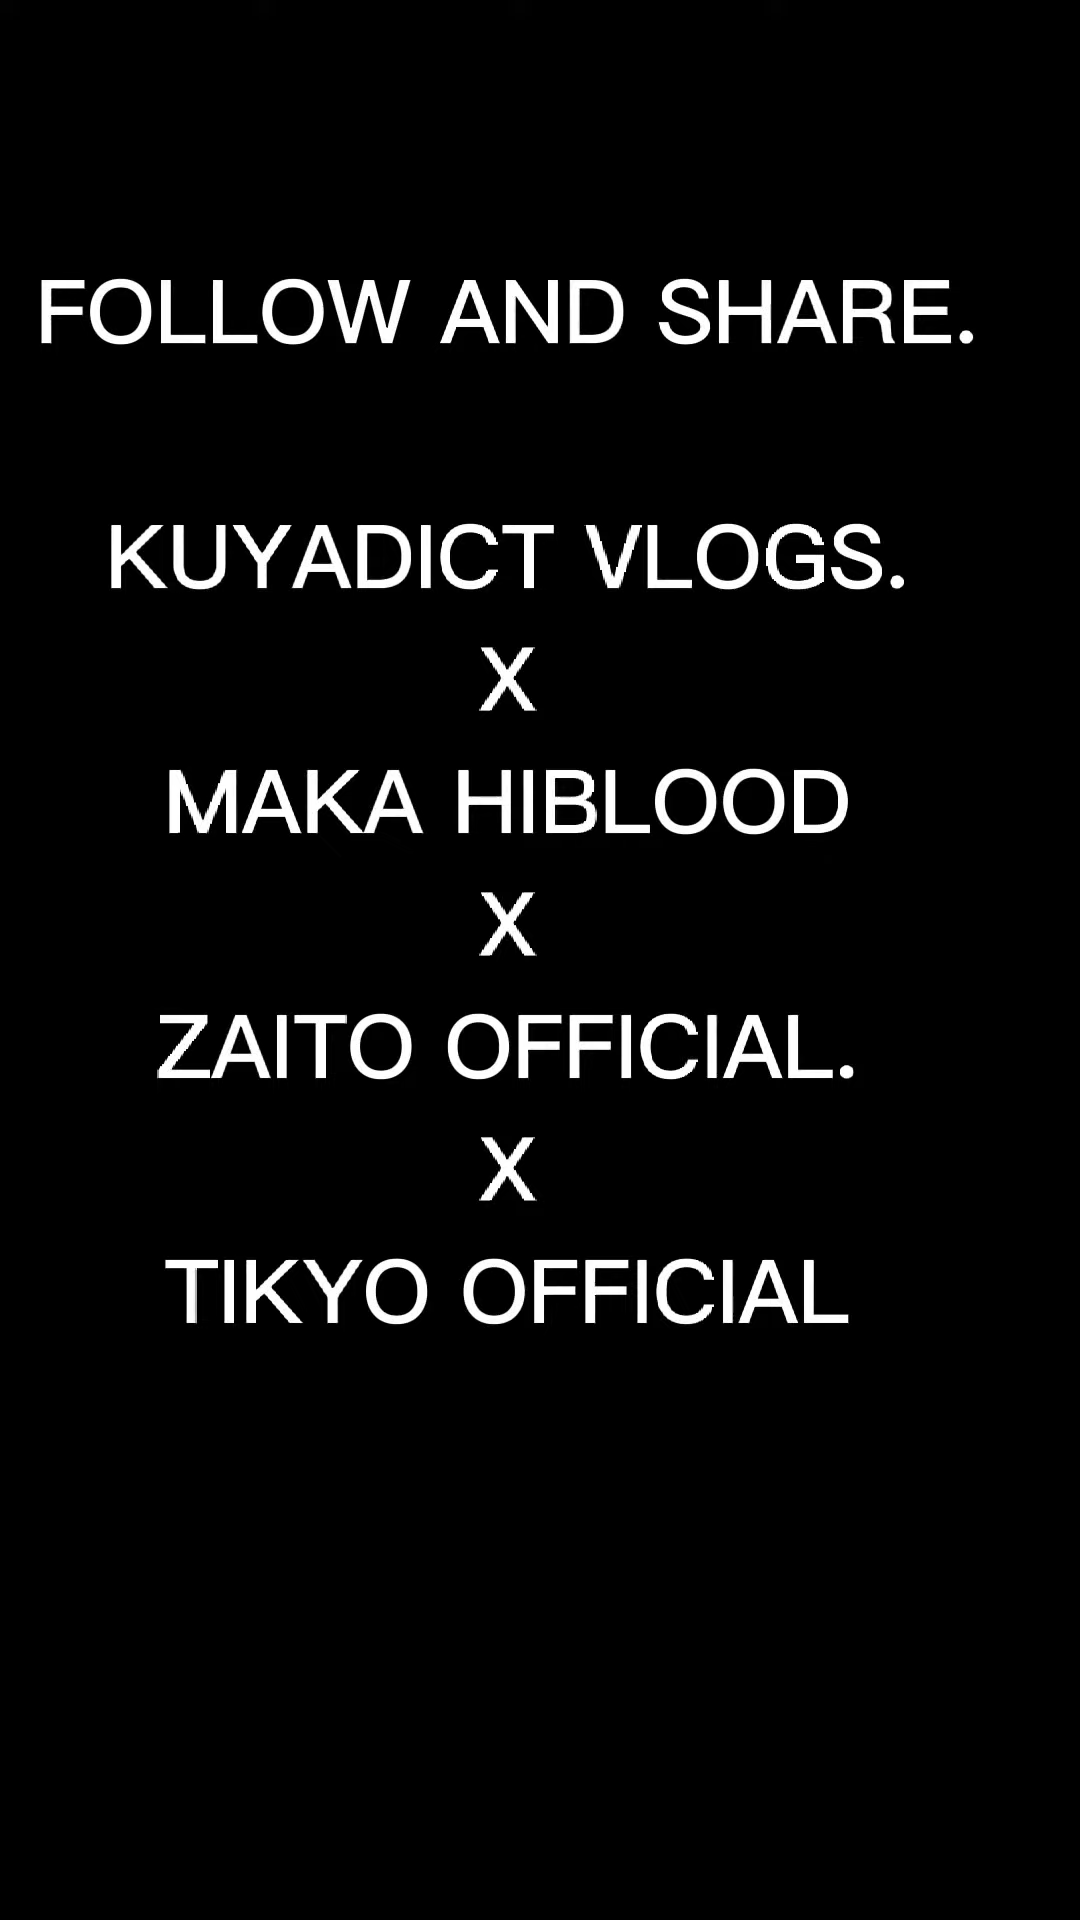 FOLLOW AND SHARE.
KUYADICT VLOGS.
X
MAKA HIBLOOD
X
ZAITO OFFICIAL.
X
TIKYO OFFICIAL